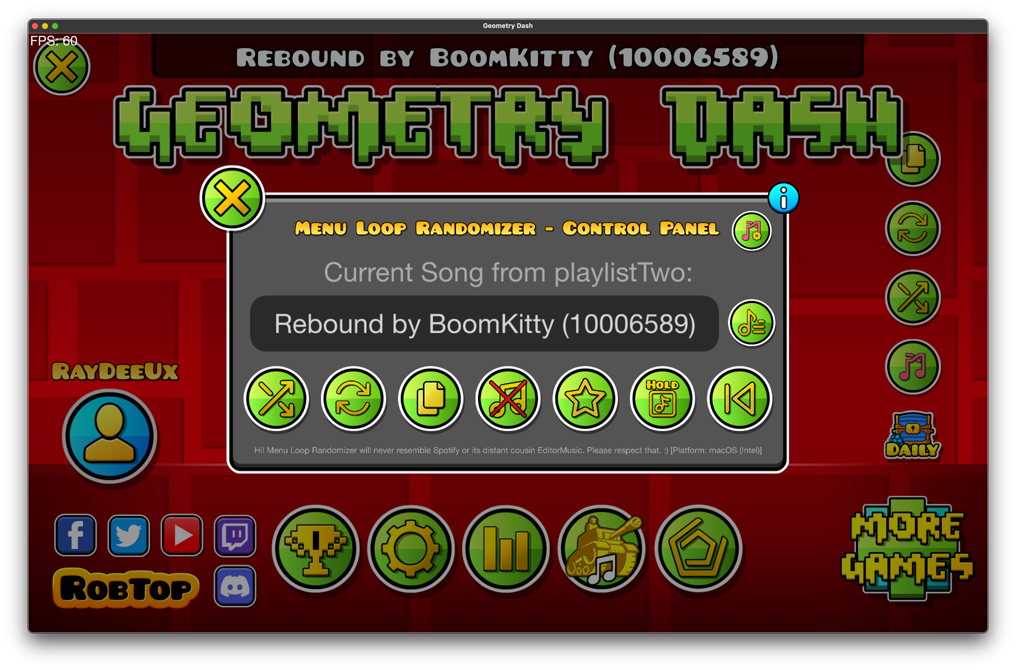 Geometry Dash
FPS: 60
Rebound by BoomKitty (10006589)
Geometry Dash
Menu Loop Randomizer - Control Panel
Current Song from playlistTwo:
Rebound by BoomKitty (10006589)
Hold
Hi! Menu Loop Randomizer will never resemble Spotify or its distant cousin EditorMusic. Please respect that. :) [Platform: macOS (Intel)]
RayDeeUx
Daily
RobTop
More
Games